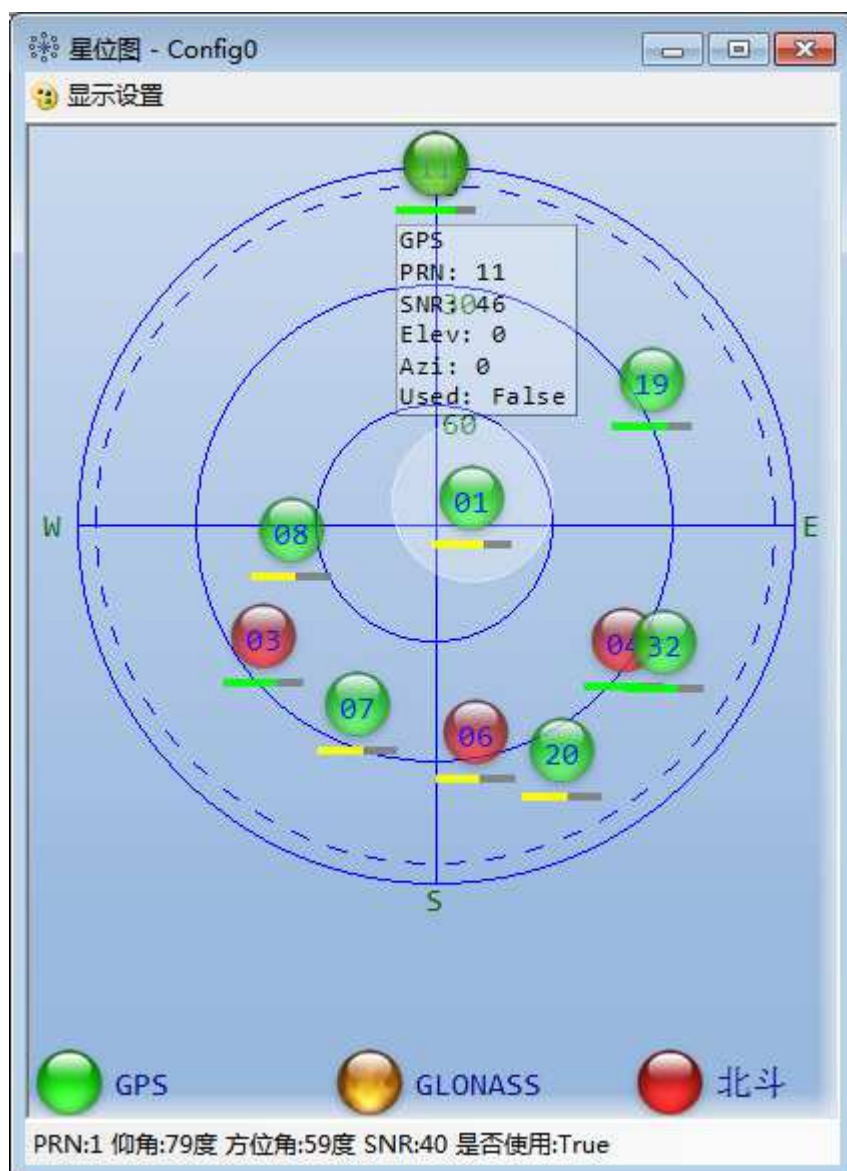 星位图 - Config0
显示设置
11
GPS
PRN: 11
SNR: 46
30
Elev: 0
Azi: 0
Used: False
19
60
01
W
08
E
03
04
32
07
06
20
S
GPS
GLONASS
北斗
PRN:1 仰角:79度 方位角:59度 SNR:40 是否使用:True